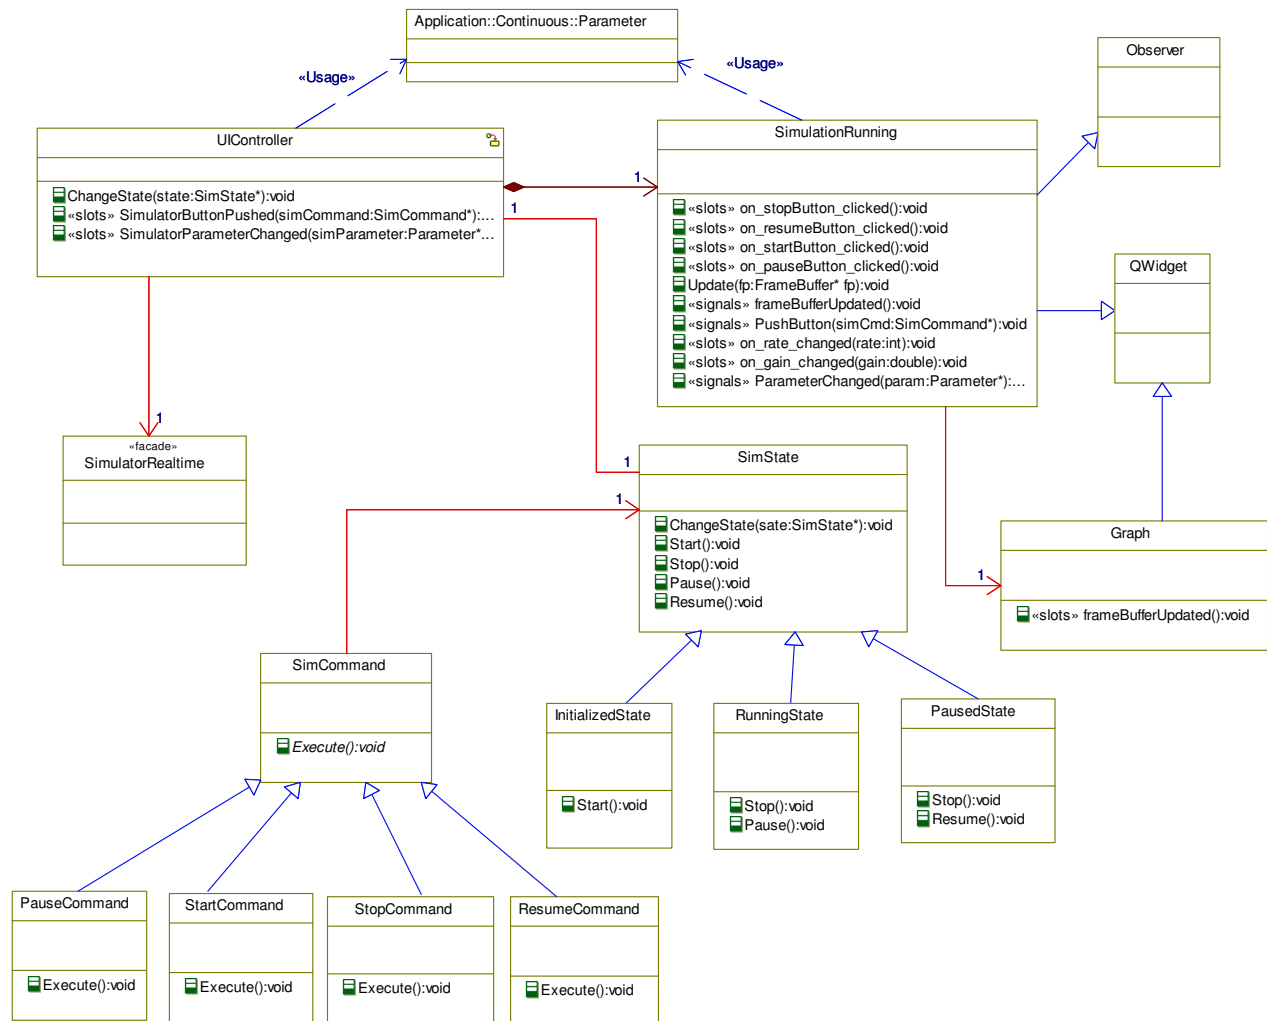 Application::Continuous::Parameter
Observer
«Usage»
«Usage»
UIController
ChangeState(state:SimState*):void
«slots» SimulatorButtonPushed(simCommand:SimCommand*):...
«slots» SimulatorParameterChanged(simParameter:Parameter*...
1
1
SimulationRunning
«slots» on_stopButton_clicked():void
«slots» on_resumeButton_clicked():void
«slots» on_startButton_clicked():void
«slots» on_pauseButton_clicked():void
Update(fp:FrameBuffer* fp):void
«signals» frameBufferUpdated():void
«signals» PushButton(simCmd:SimCommand*):void
«slots» on_rate_changed(rate:int):void
«slots» on_gain_changed(gain:double):void
«signals» ParameterChanged(param:Parameter*):...
QWidget
1
«facade»
SimulatorRealtime
1
1
SimState
ChangeState(sate:SimState*):void
Start():void
Stop():void
Pause():void
Resume():void
1
Graph
«slots» frameBufferUpdated():void
SimCommand
Execute():void
InitializedState
Start():void
RunningState
Stop():void
Pause():void
PausedState
Stop():void
Resume():void
PauseCommand
Execute():void
StartCommand
Execute():void
StopCommand
Execute():void
ResumeCommand
Execute():void